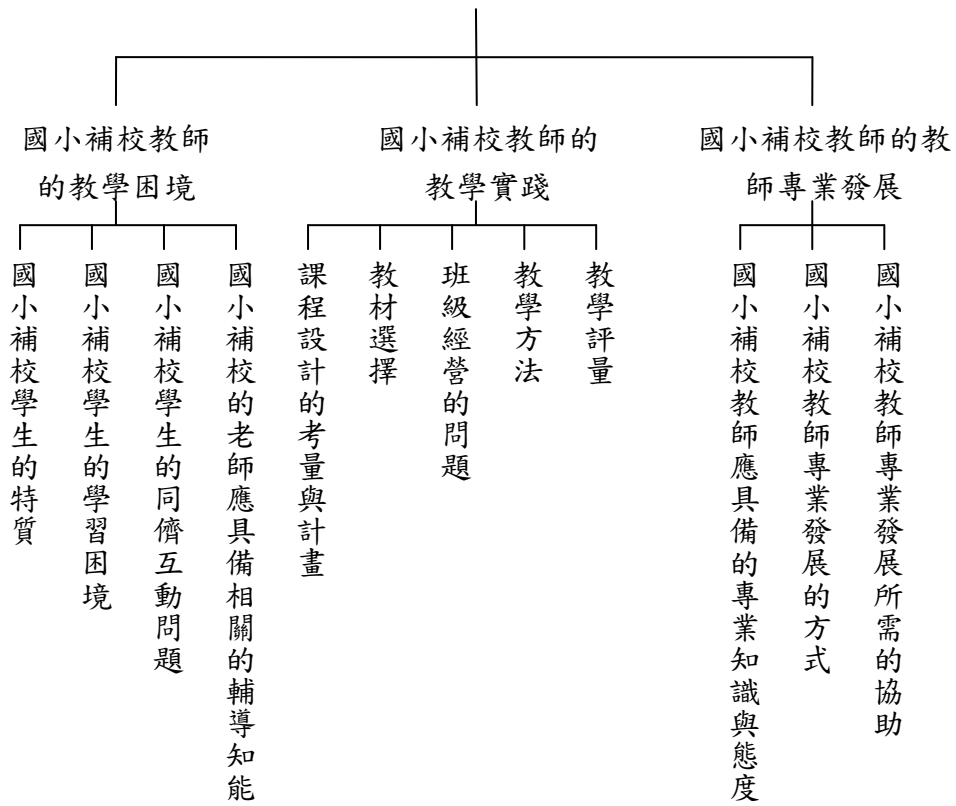 國小補校教師
的教學困境
國小補校學生的特質
國小補校學生的學習困境
國小補校學生的同儕互動問題
國小補校的老師應具備相關的輔導知能
國小補校教師的
教學實踐
課程設計的考量與計畫
教材選擇
班級經營的問題
教學方法
教學評量
國小補校教師的教
師專業發展
國小補校教師應具備的專業知識與態度
國小補校教師專業發展的方式
國小補校教師專業發展所需的協助